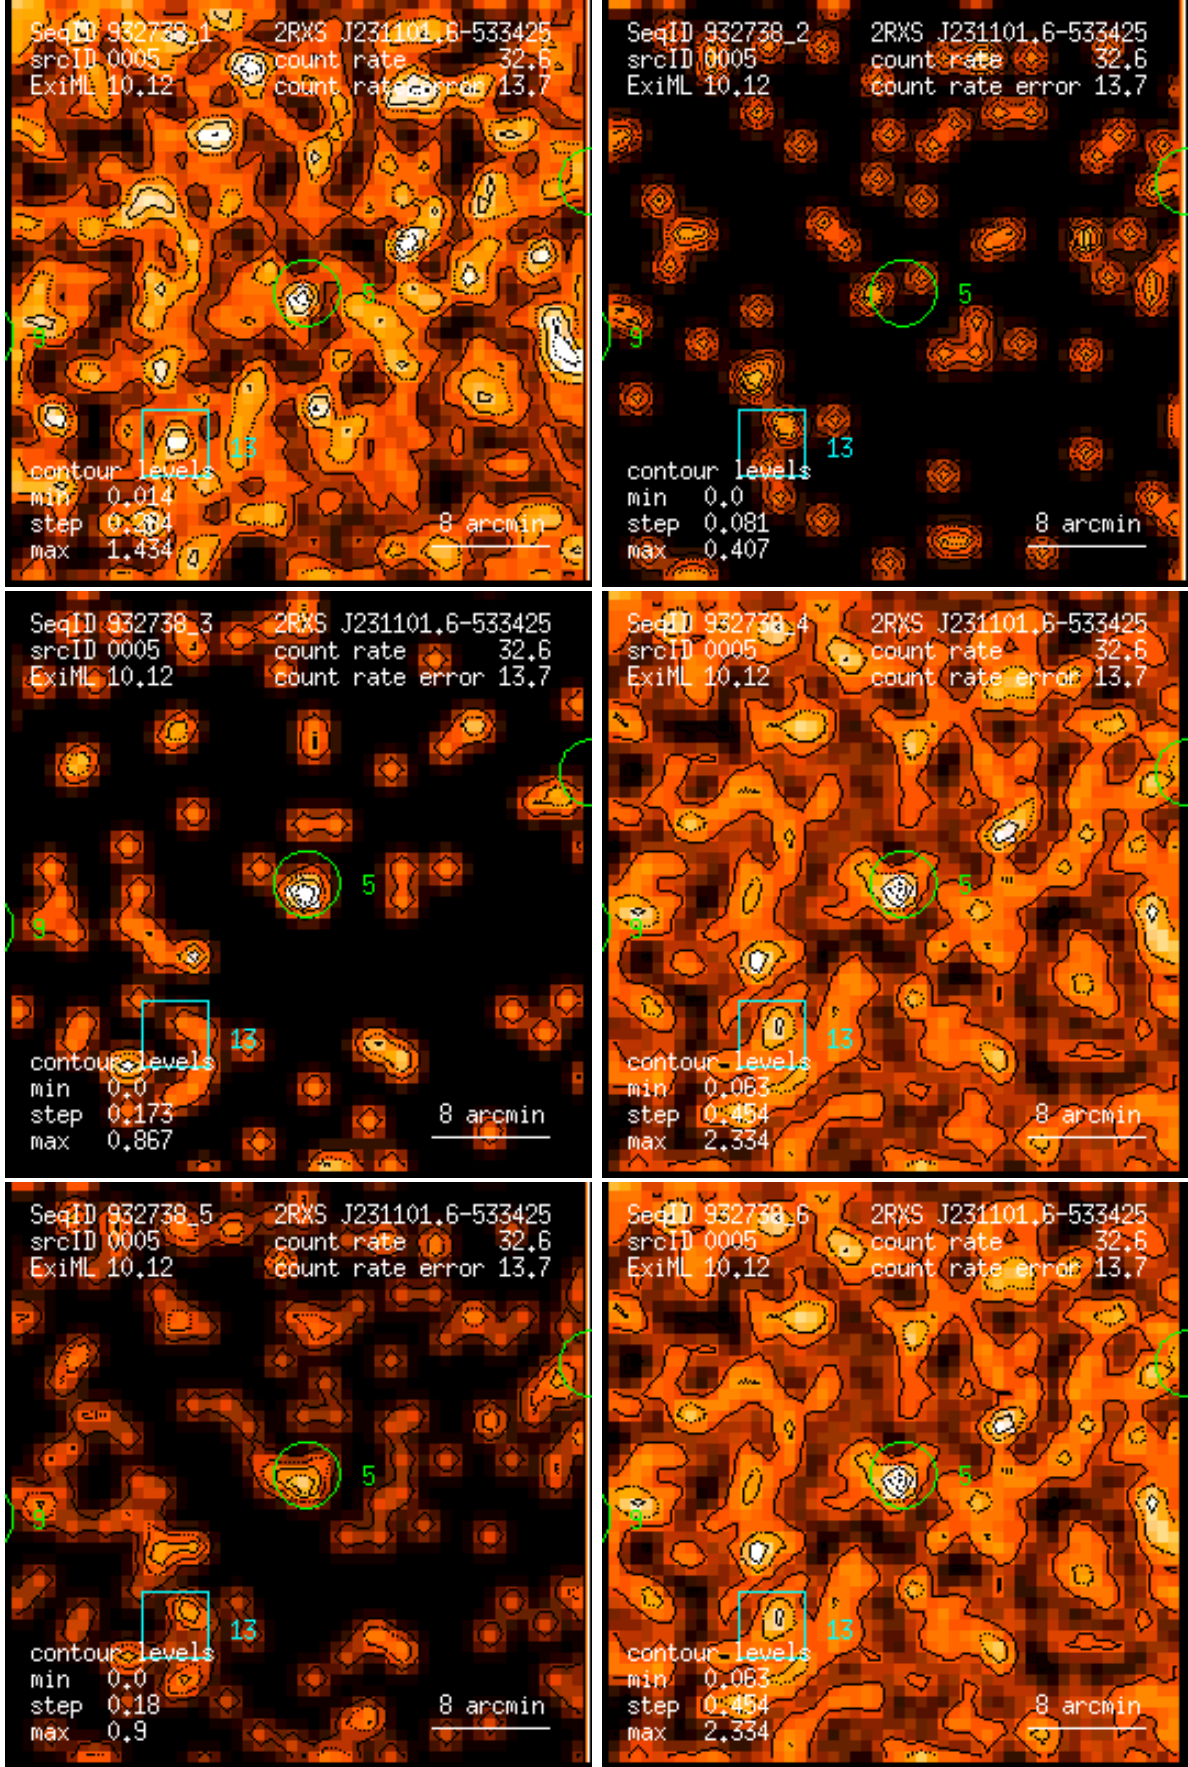 SeqID 932738_1 2RXS J231101.6-533425
srcID 0005 count rate 32.6
ExiML 10.12 count rate error 13.7
5
9
13
contour levels
min 0.014
step 0.284
max 1.434
8 arcmin
SeqID 932738_2 2RXS J231101.6-533425
srcID 0005 count rate 32.6
ExiML 10.12 count rate error 13.7
5
9
13
contour levels
min 0.0
step 0.081
max 0.407
8 arcmin
SeqID 932738_3 2RXS J231101.6-533425
srcID 0005 count rate 32.6
ExiML 10.12 count rate error 13.7
5
9
13
contour levels
min 0.0
step 0.173
max 0.867
8 arcmin
SeqID 932738_4 2RXS J231101.6-533425
srcID 0005 count rate 32.6
ExiML 10.12 count rate error 13.7
5
9
13
contour levels
min 0.063
step 0.454
max 2.334
8 arcmin
SeqID 932738_5 2RXS J231101.6-533425
srcID 0005 count rate 32.6
ExiML 10.12 count rate error 13.7
5
9
13
contour levels
min 0.0
step 0.18
max 0.9
8 arcmin
SeqID 932738_6 2RXS J231101.6-533425
srcID 0005 count rate 32.6
ExiML 10.12 count rate error 13.7
5
9
13
contour levels
min 0.063
step 0.454
max 2.334
8 arcmin